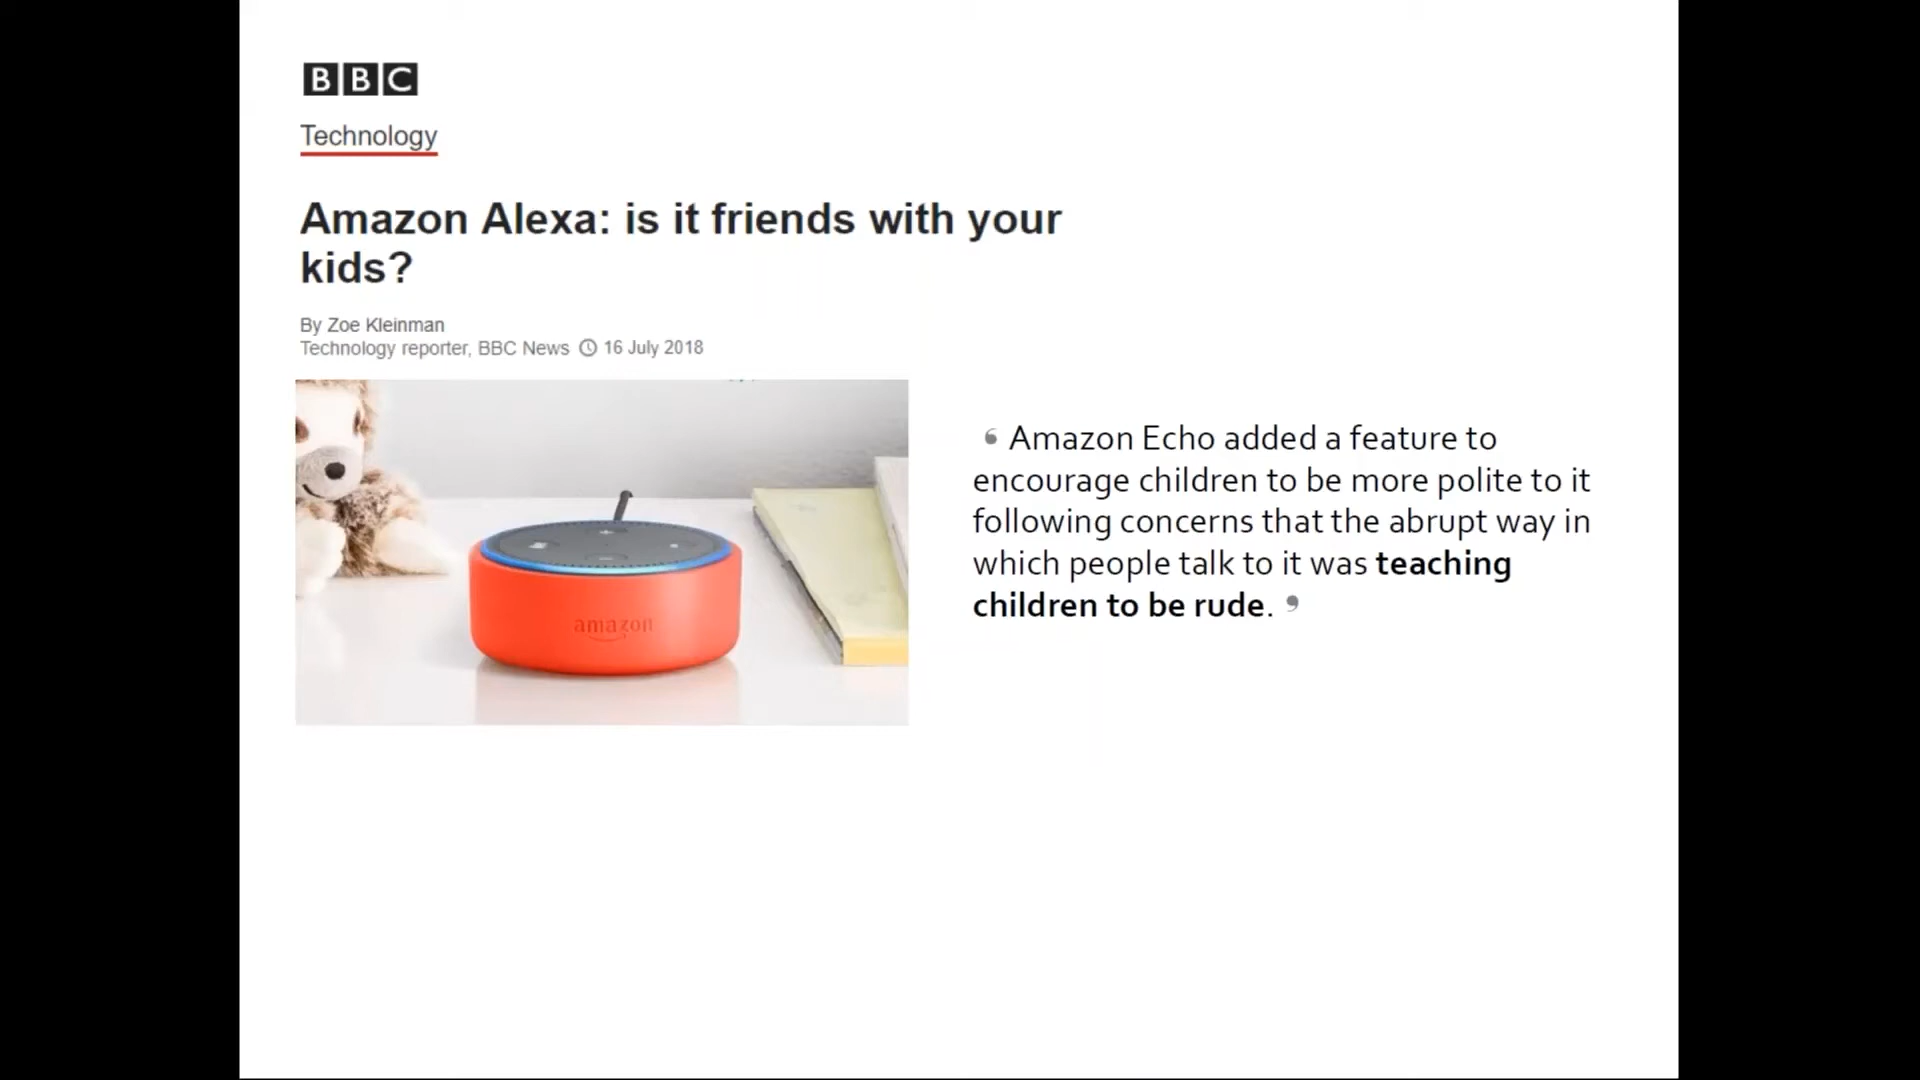 BBC
Technology
Amazon Alexa: is it friends with your
kids?
By Zoe Kleinman
Technology reporter, BBC News 16 July 2018
amazon
‘ Amazon Echo added a feature to
encourage children to be more polite to it
following concerns that the abrupt way in
which people talk to it was teaching
children to be rude. ’